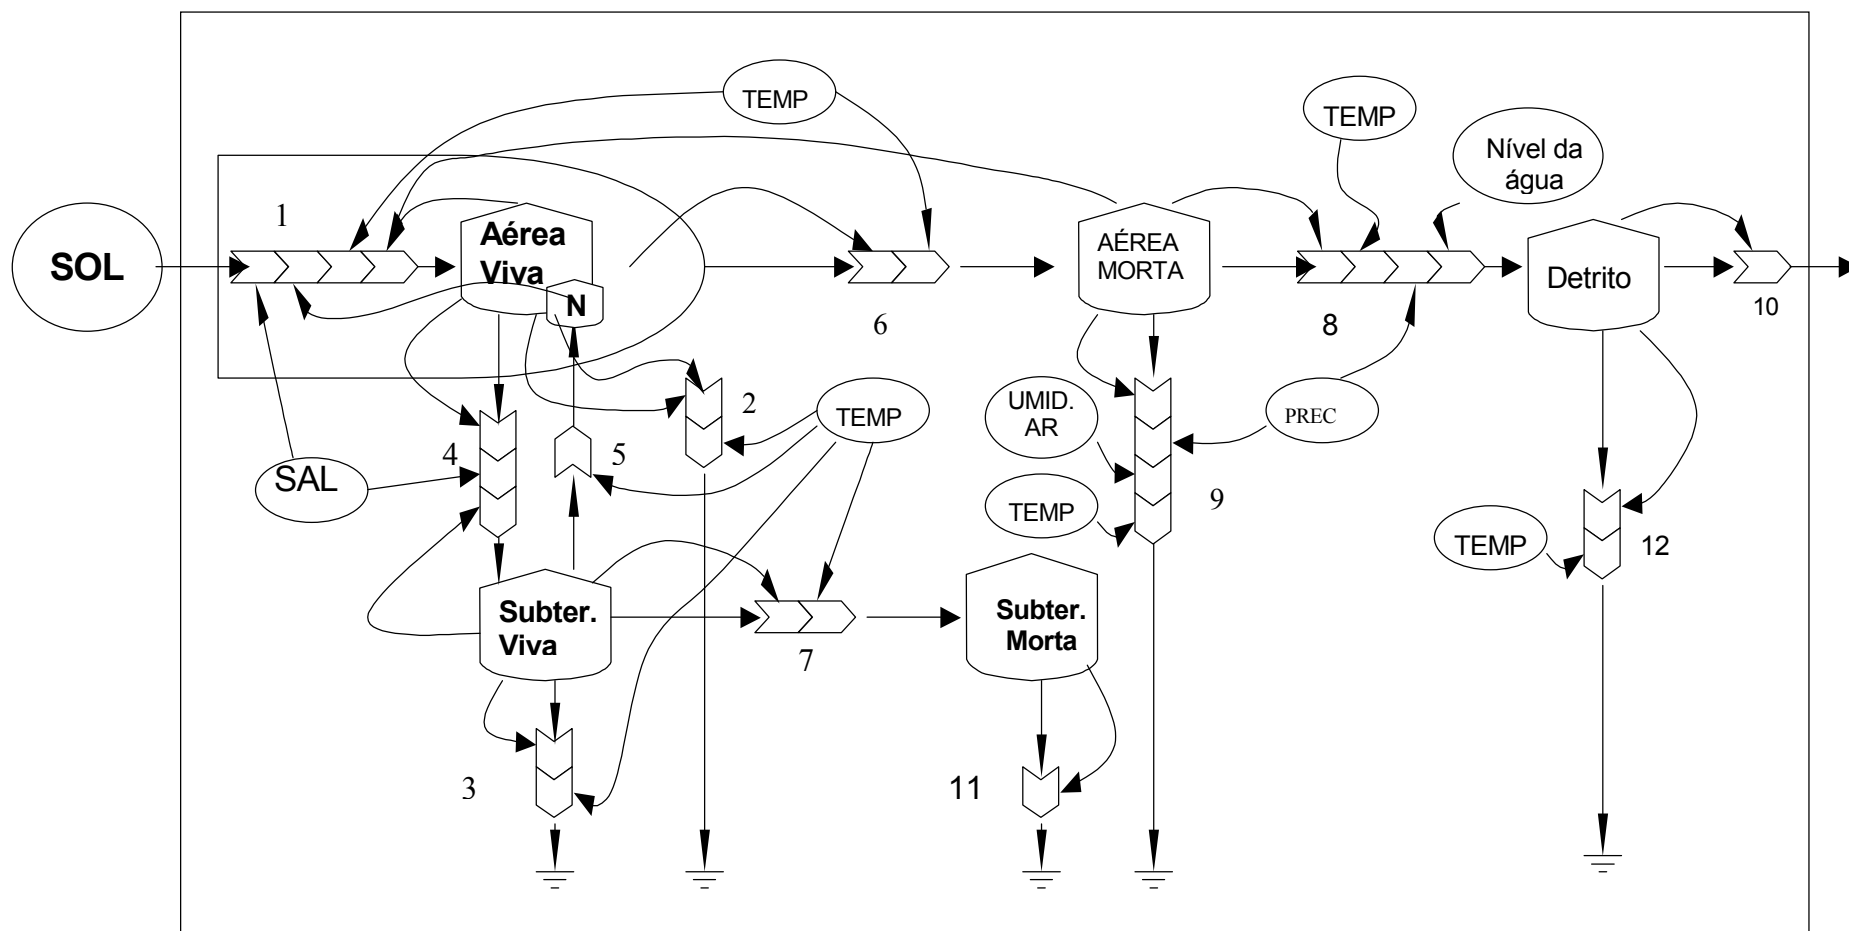 TEMP
TEMP
Nível da
água
1
Aérea
Viva
AÉREA
MORTA
SOL
Detrito
N
6
8
10
2
TEMP
UMID.
AR
PREC
4
5
SAL
9
TEMP
TEMP
12
Subter.
Viva
7
Subter.
Morta
3
11